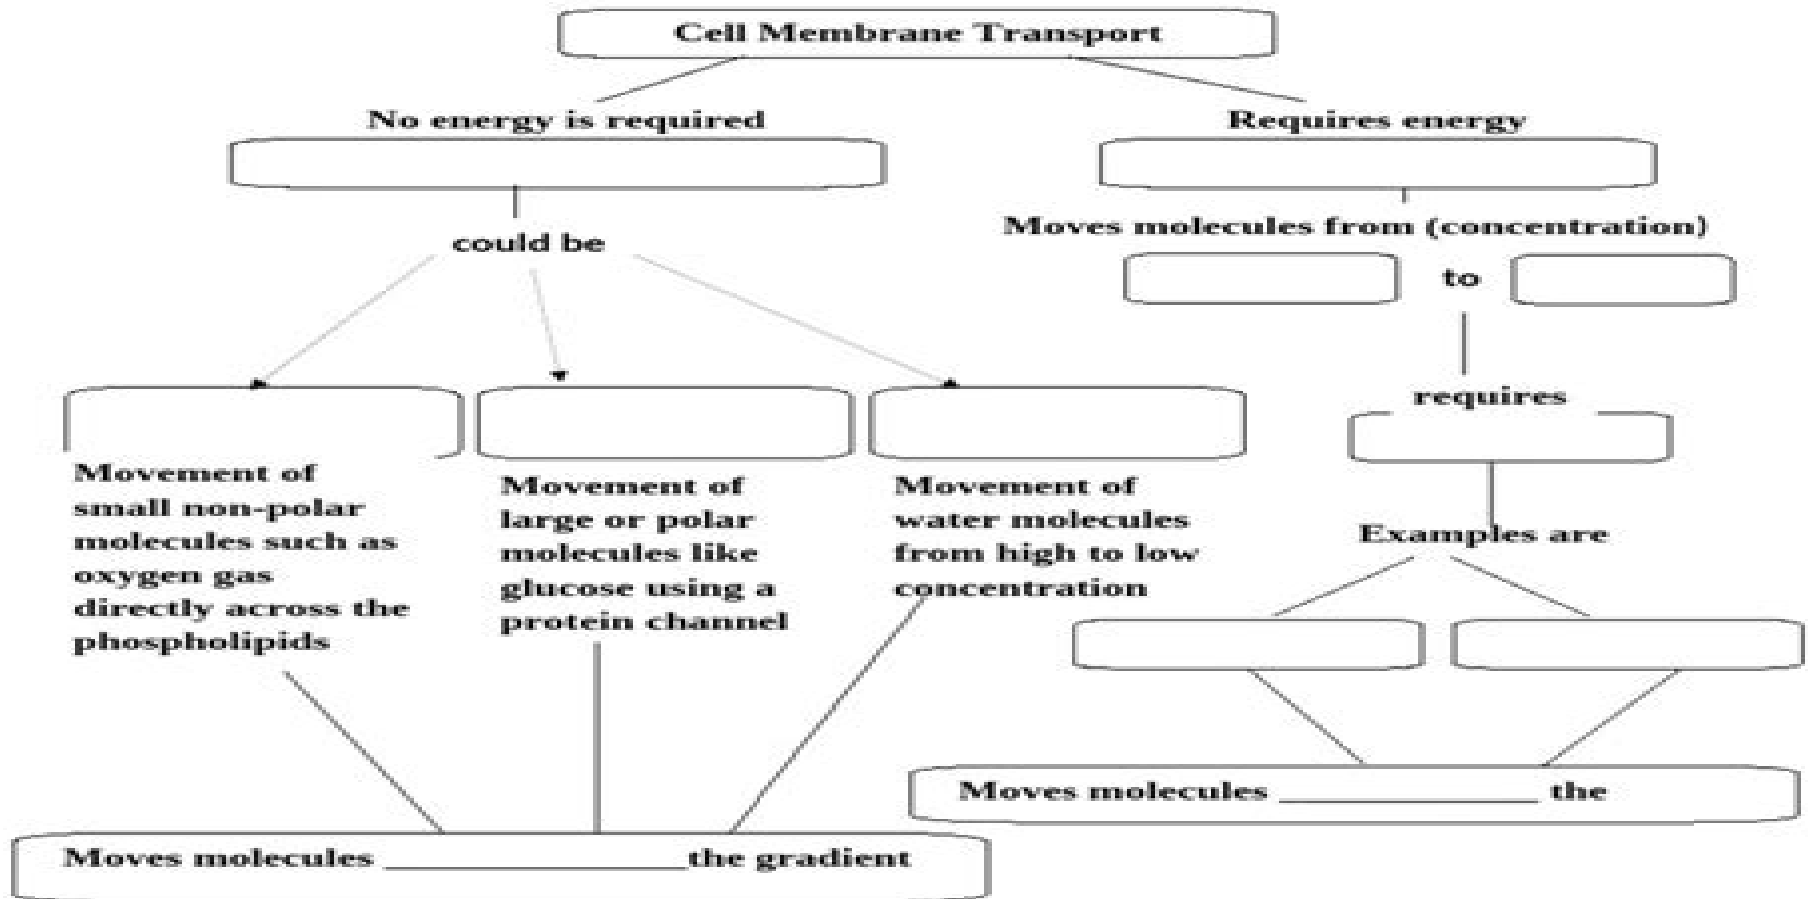 Cell Membrane Transport
No energy is required
Requires energy
could be
Moves molecules from (concentration)
to
requires
Movement of
small non-polar
molecules such as
oxygen gas
directly across the
phospholipids
Movement of
large or polar
molecules like
glucose using a
protein channel
Movement of
water molecules
from high to low
concentration
Examples are
Moves molecules ____________ the
Moves molecules ______________the gradient